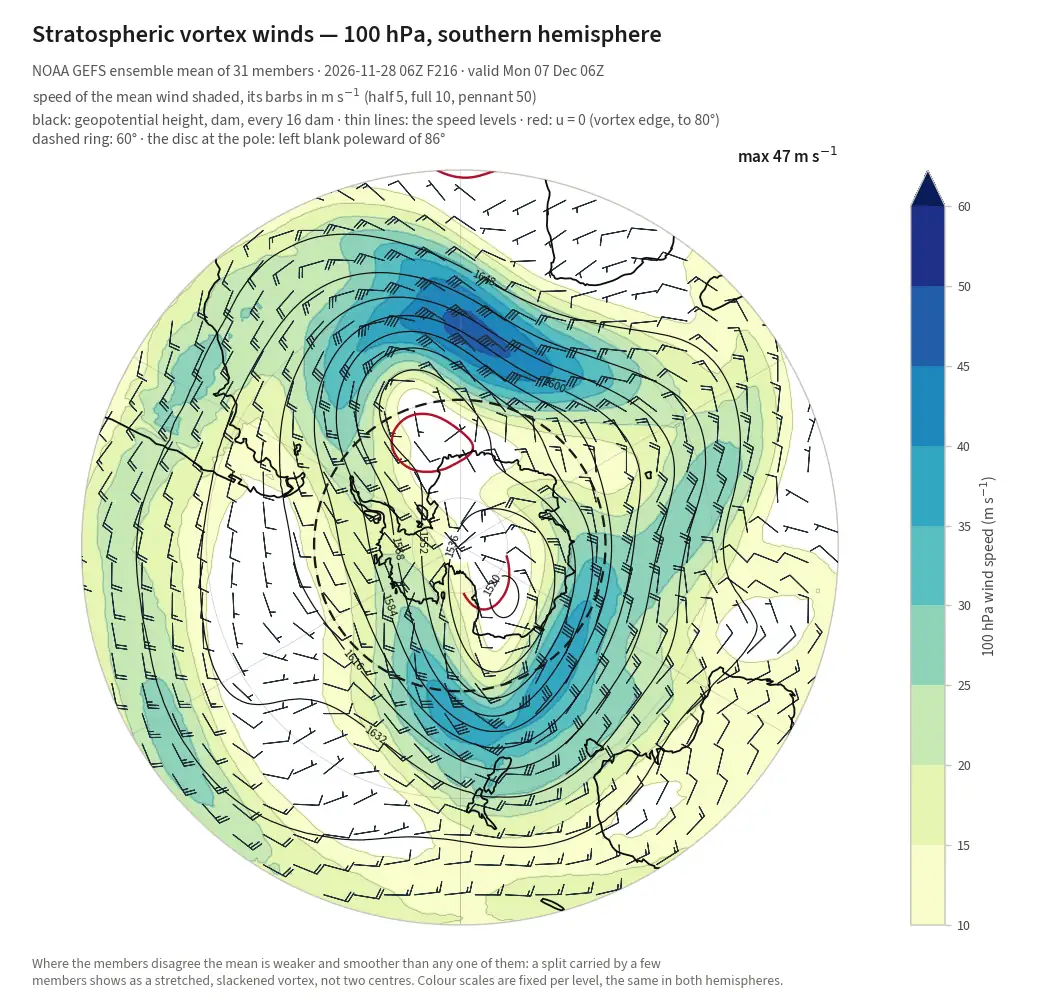 Stratospheric vortex winds — 100 hPa, southern hemisphere
NOAA GEFS ensemble mean of 31 members · 2026-11-28 06Z F216 · valid Mon 07 Dec 06Z
speed of the mean wind shaded, its barbs in m s⁻¹ (half 5, full 10, pennant 50)
black: geopotential height, dam, every 16 dam · thin lines: the speed levels · red: u = 0 (vortex edge, to 80°)
dashed ring: 60° · the disc at the pole: left blank poleward of 86°
max 47 m s⁻¹
1648
1600
1536
1552
1568
1520
1584
1616
1632
60
50
45
40
35
30
25
20
15
10
100 hPa wind speed (m s⁻¹)
Where the members disagree the mean is weaker and smoother than any one of them: a split carried by a few
members shows as a stretched, slackened vortex, not two centres. Colour scales are fixed per level, the same in both hemispheres.